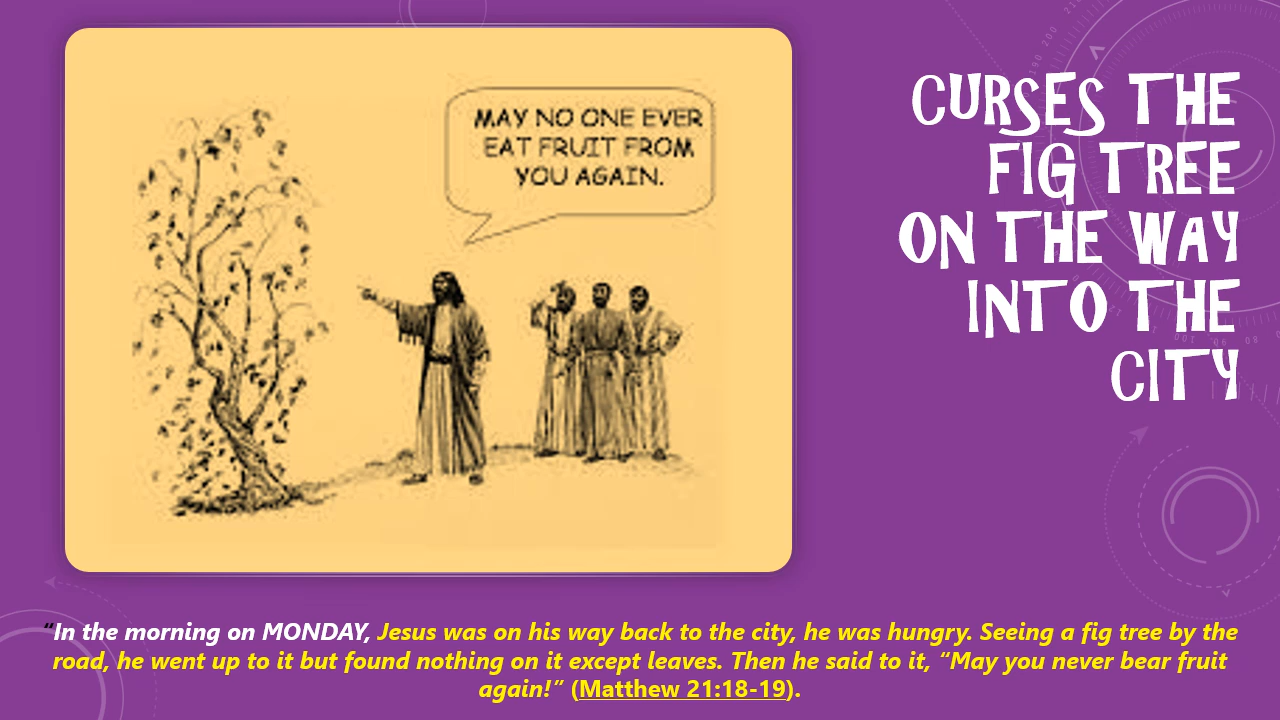 MAY NO ONE EVER
EAT FRUIT FROM
YOU AGAIN.
CURSES THE
FIG TREE
ON THE WAY
INTO THE
CITY
“In the morning on MONDAY, Jesus was on his way back to the city, he was hungry. Seeing a fig tree by the
road, he went up to it but found nothing on it except leaves. Then he said to it, “May you never bear fruit
again!” (Matthew 21:18-19).